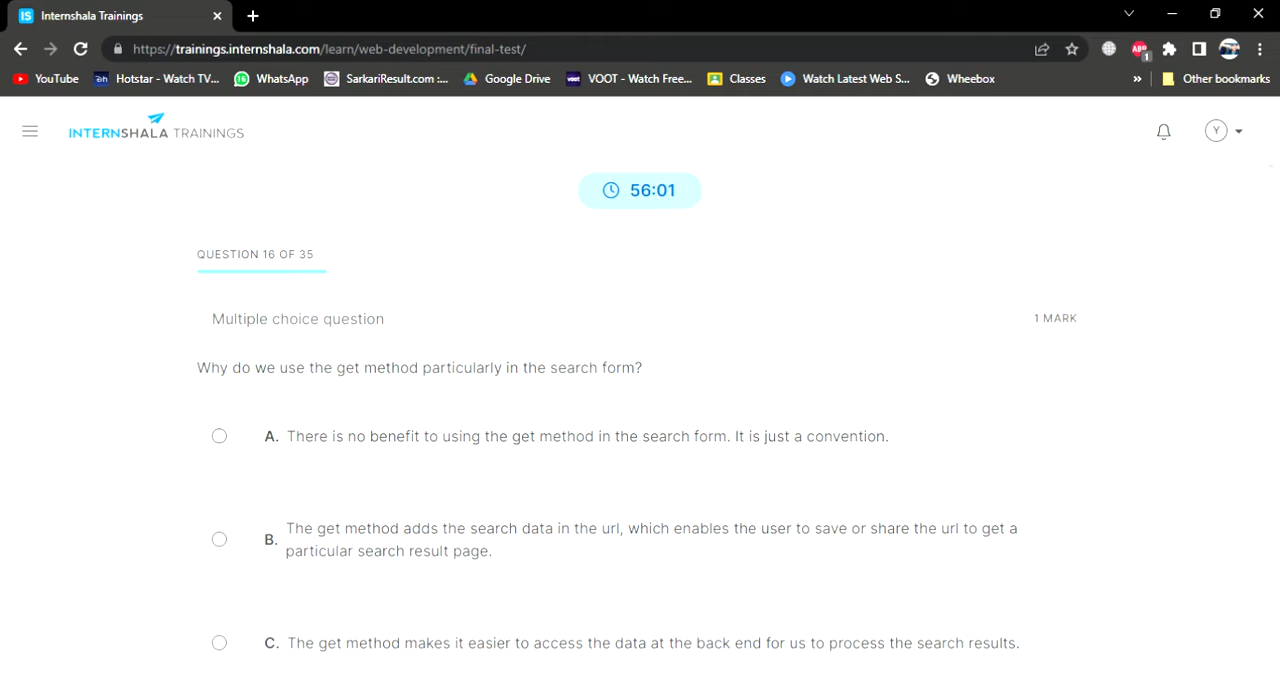 Internshala Trainings
https://trainings.internshala.com/learn/web-development/final-test/
ABP
1
YouTube
Hotstar - Watch TV...
WhatsApp
SarkariResult.com :...
Google Drive
voot
VOOT - Watch Free...
Classes
Watch Latest Web S...
Wheebox
»
Other bookmarks
INTERNSHALA TRAININGS
Y
56:01
QUESTION 16 OF 35
Multiple choice question
1 MARK
Why do we use the get method particularly in the search form?
A. There is no benefit to using the get method in the search form. It is just a convention.
B. The get method adds the search data in the url, which enables the user to save or share the url to get a
particular search result page.
C. The get method makes it easier to access the data at the back end for us to process the search results.